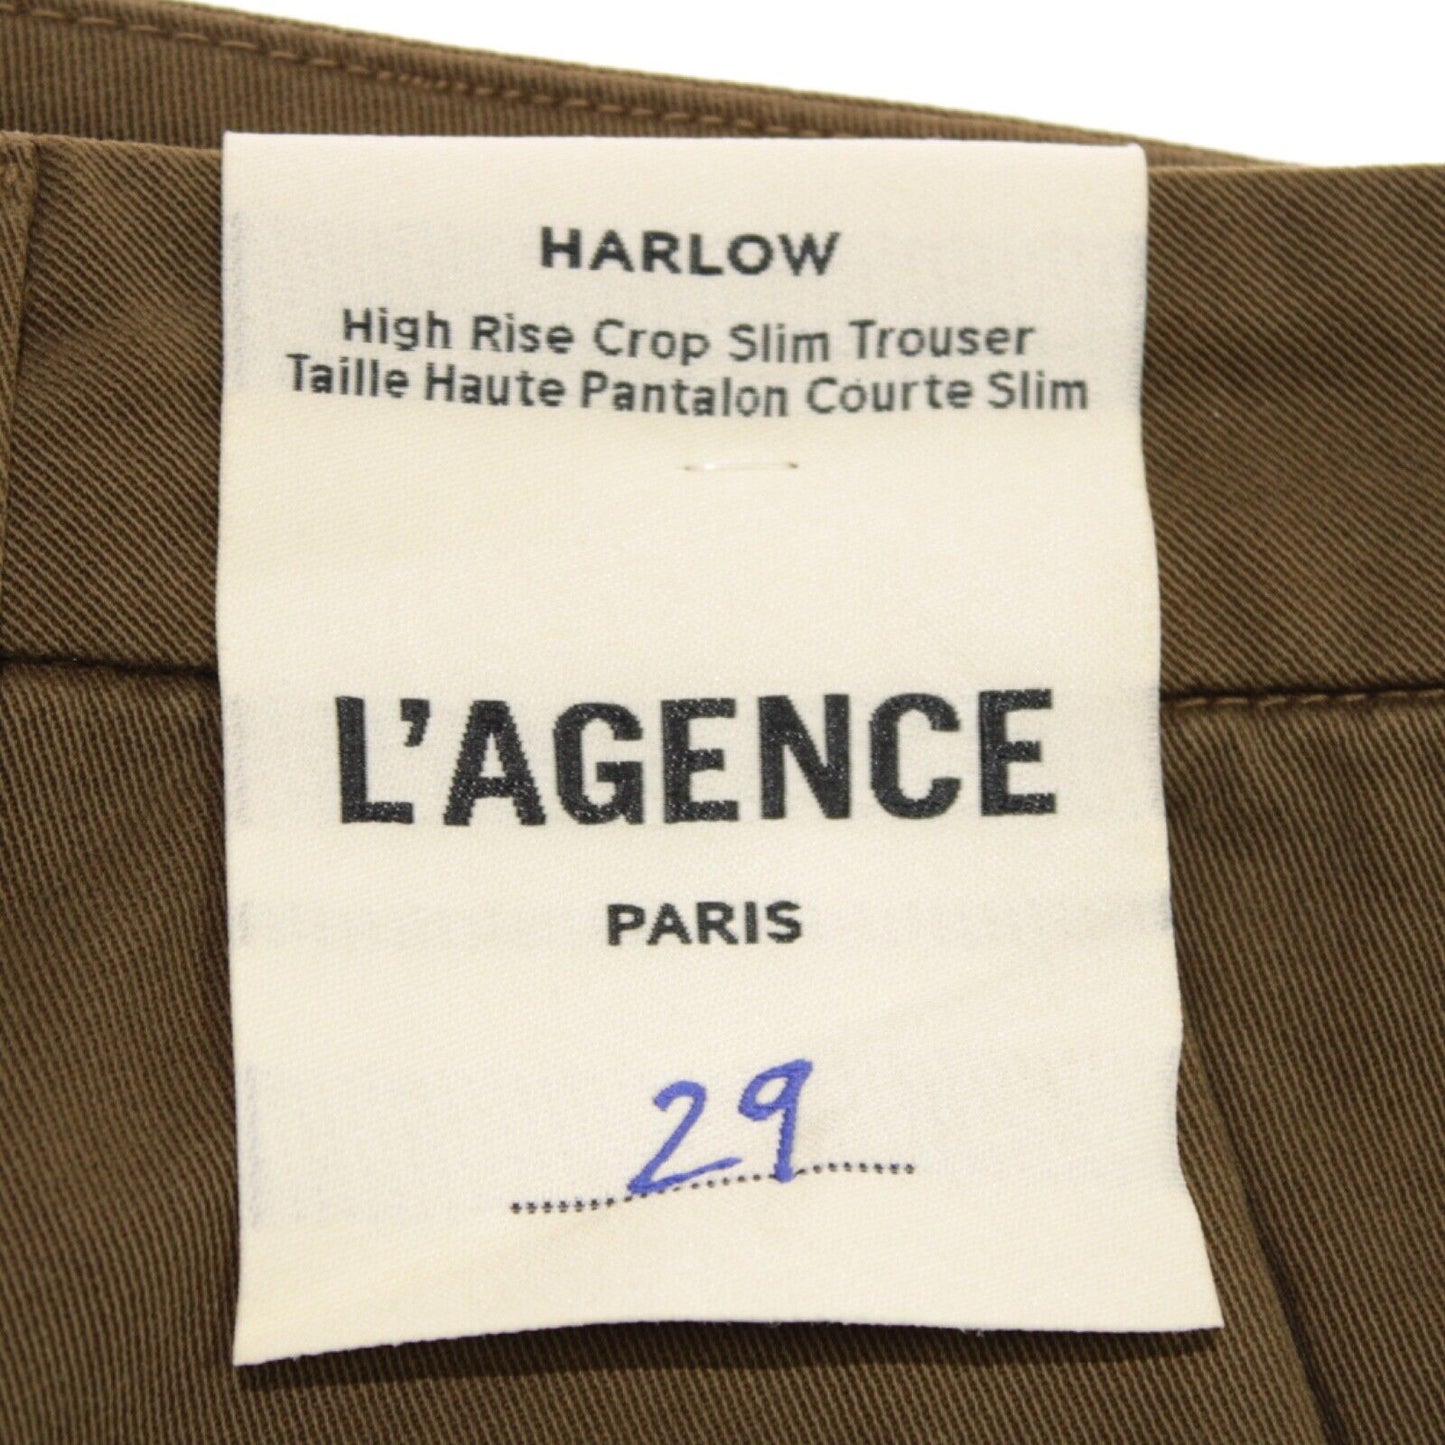 HARLOW
High Rise Crop Slim Trouser
Taille Haute Pantalon Courte Slim
L'AGENCE
PARIS
29